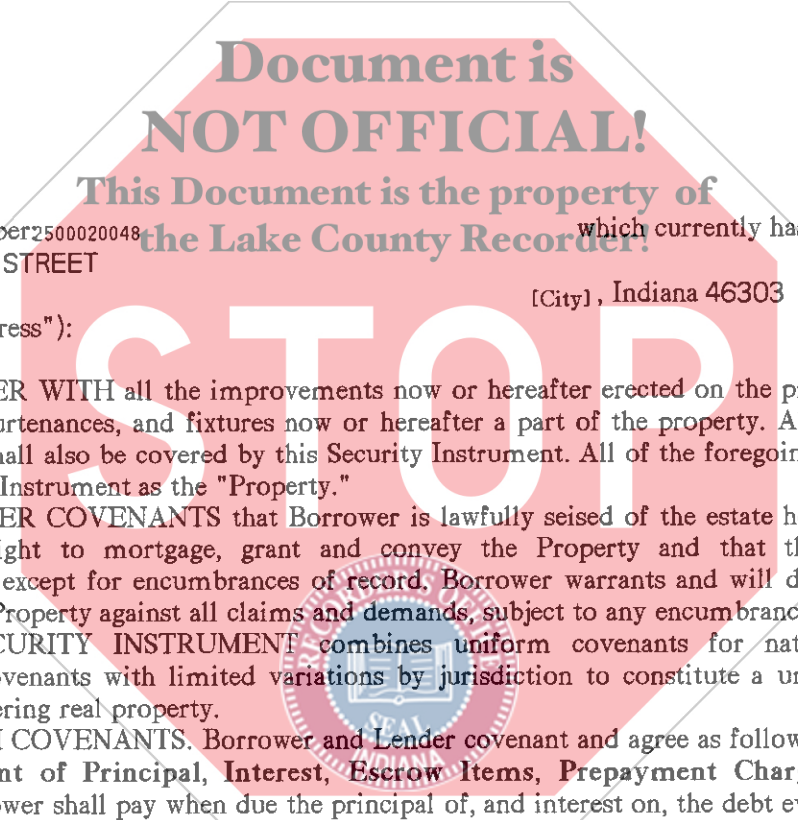 Document is
NOT OFFICIAL!
This Document is the property of
the Lake County Recorder!
STOP
ber2500020048 which currently ha
STREET
[City], Indiana 46303
ress"):
ER WITH all the improvements now or hereafter erected on the p
urtenances, and fixtures now or hereafter a part of the property. A
hall also be covered by this Security Instrument. All of the foregoin
Instrument as the "Property."
ER COVENANTS that Borrower is lawfully seised of the estate h
ight to mortgage, grant and convey the Property and that th
except for encumbrances of record. Borrower warrants and will d
Property against all claims and demands, subject to any encumbranc
CURITY INSTRUMENT combines uniform covenants for nat
venants with limited variations by jurisdiction to constitute a un
ering real property.
I COVENANTS. Borrower and Lender covenant and agree as follow
nt of Principal, Interest, Escrow Items, Prepayment Char
ower shall pay when due the principal of, and interest on, the debt e
RECORDER'S OFFICE
SEAL
INDIANA